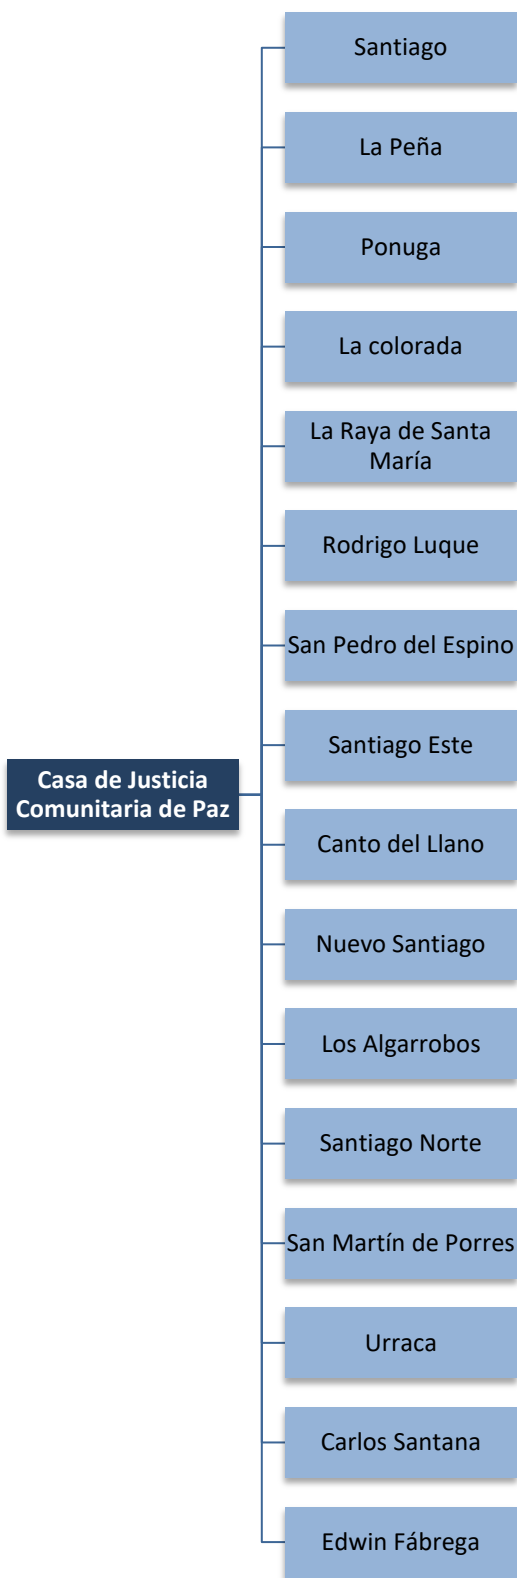 Santiago
La Peña
Ponuga
La colorada
La Raya de Santa
María
Rodrigo Luque
San Pedro del Espino
Santiago Este
Casa de Justicia
Comunitaria de Paz
Canto del Llano
Nuevo Santiago
Los Algarrobos
Santiago Norte
San Martín de Porres
Urraca
Carlos Santana
Edwin Fábrega